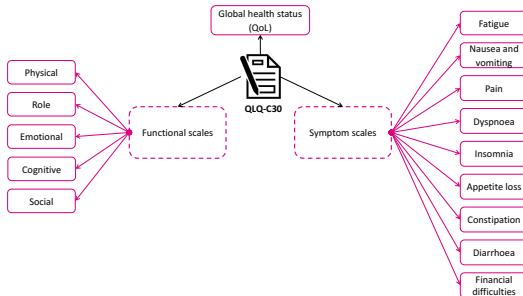 Global health status
(QoL)
QLQ-C30
Functional scales
Symptom scales
Physical
Role
Emotional
Cognitive
Social
Fatigue
Nausea and
vomiting
Pain
Dyspnoea
Insomnia
Appetite loss
Constipation
Diarrhoea
Financial
difficulties